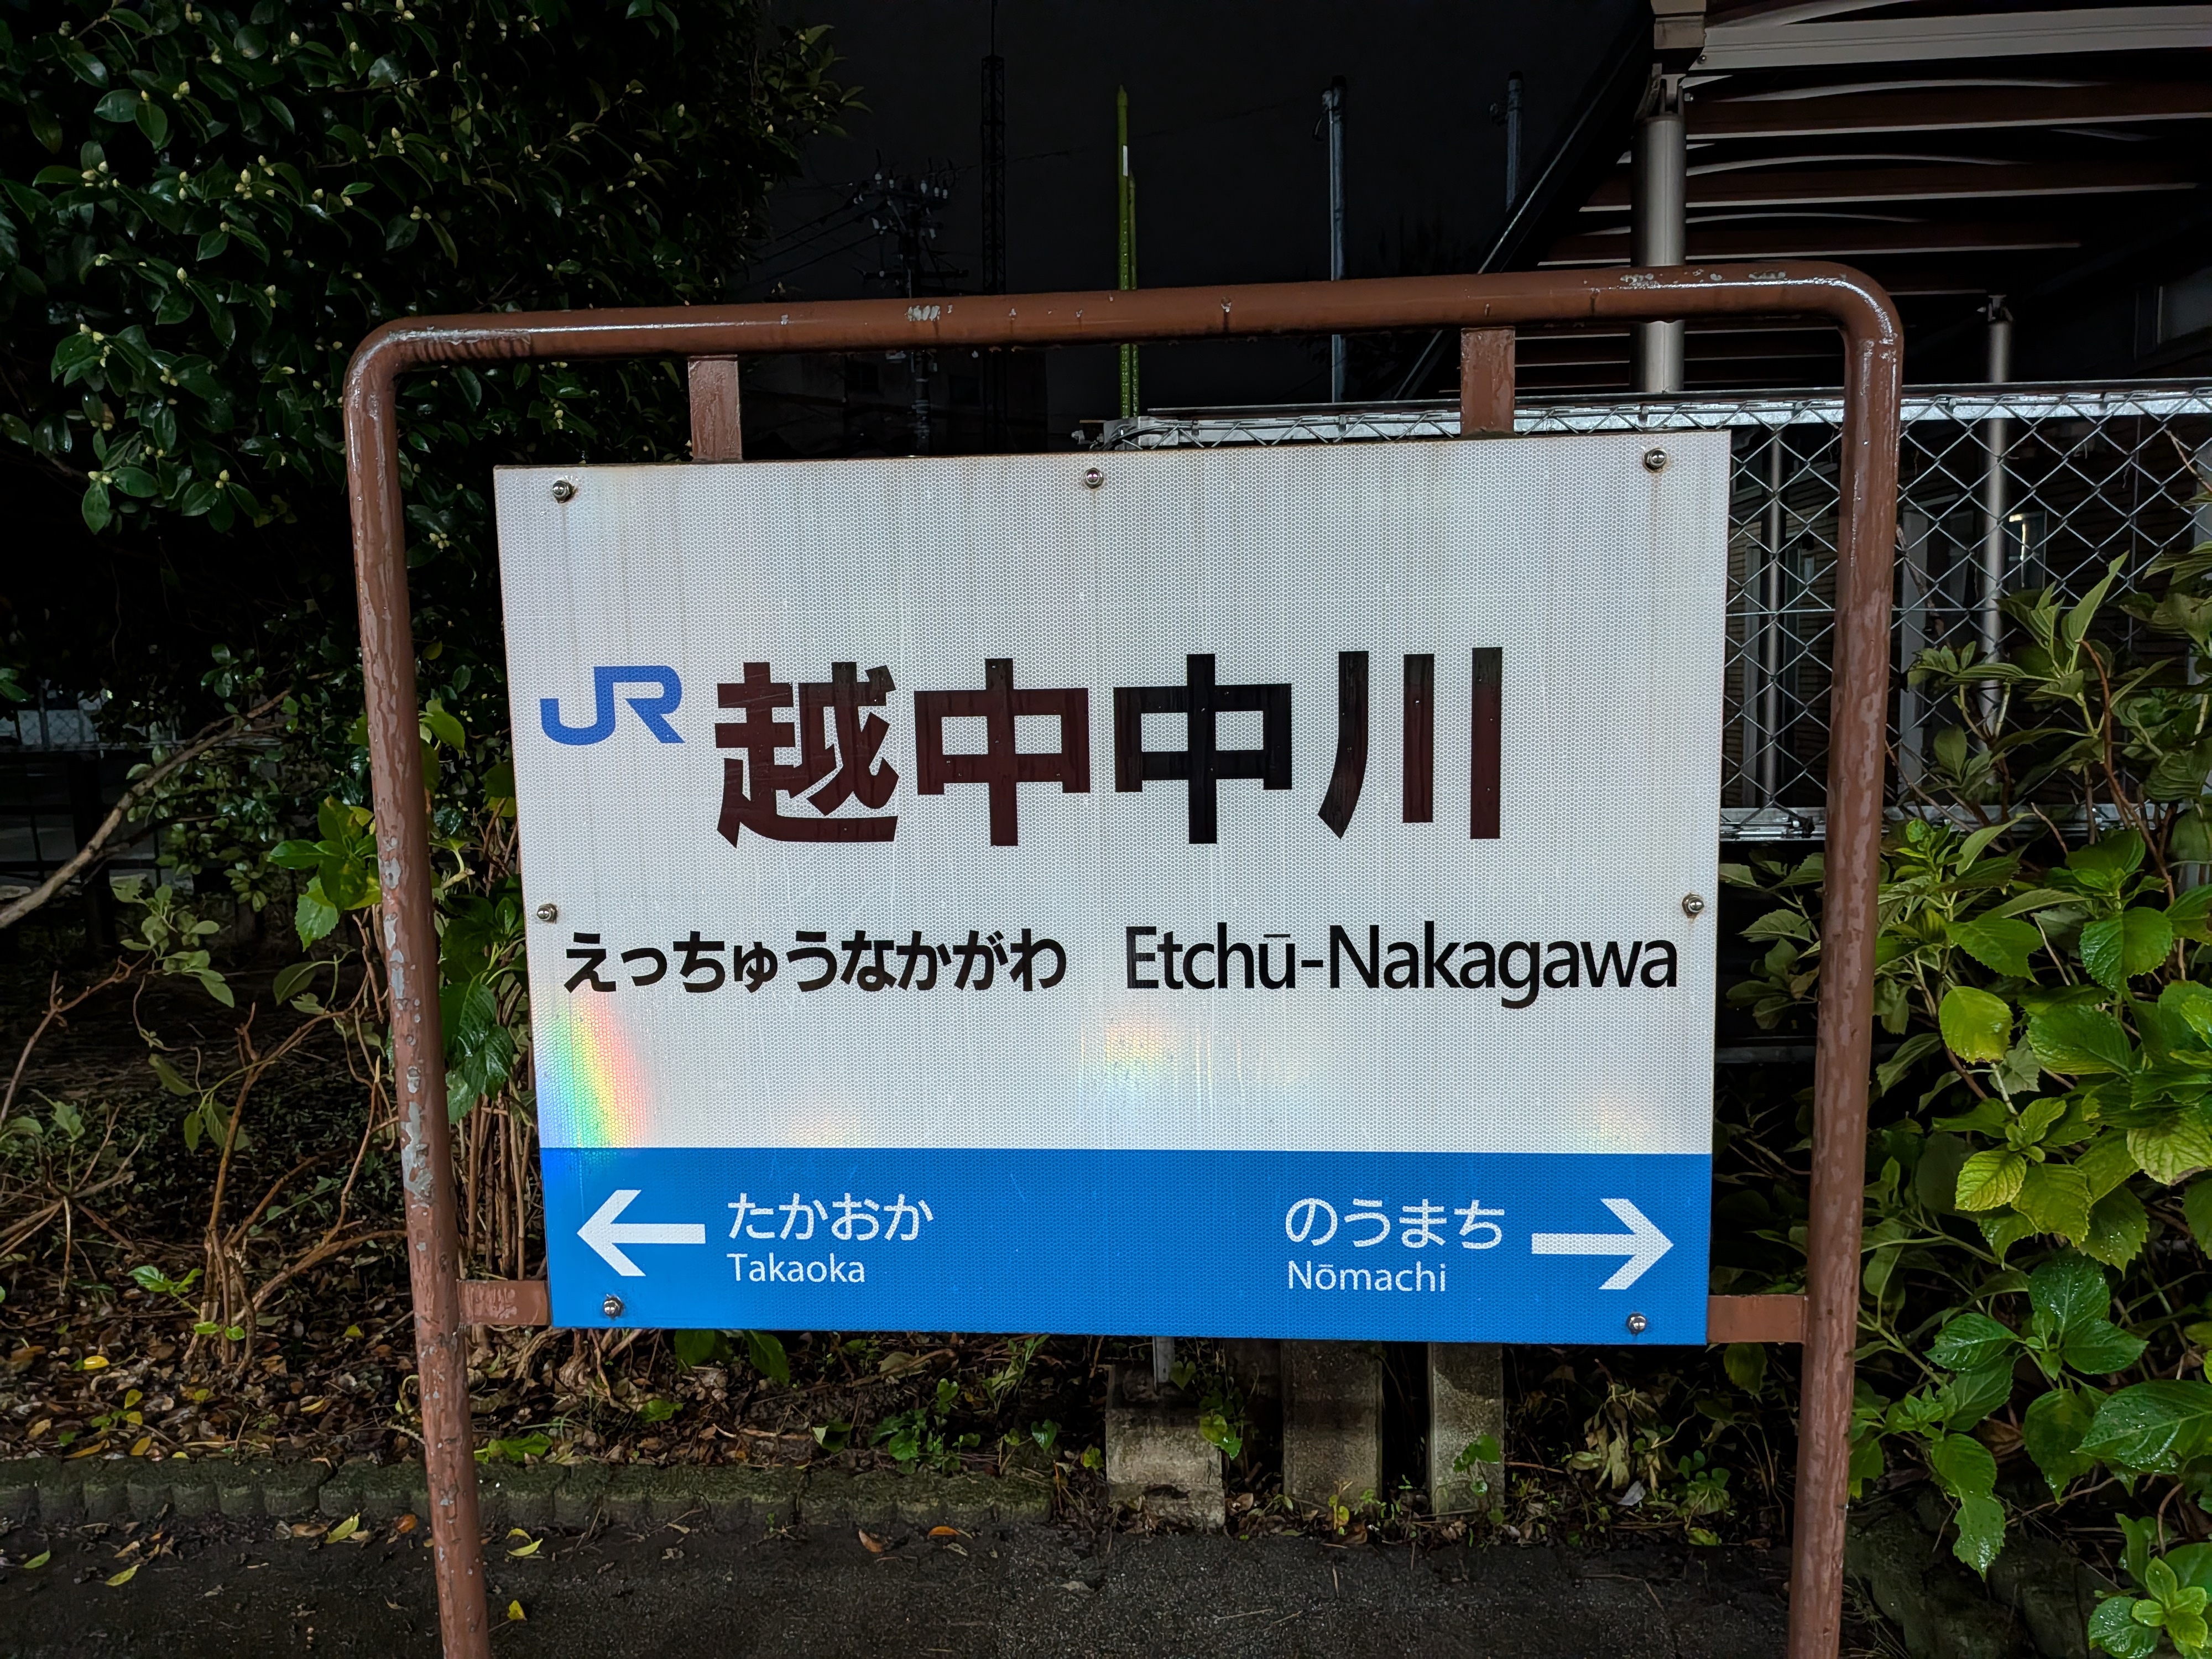 JR 越中中川
えっちゅうなかがわ Etchū-Nakagawa
← たかおか のうまち →
Takaoka Nōmachi